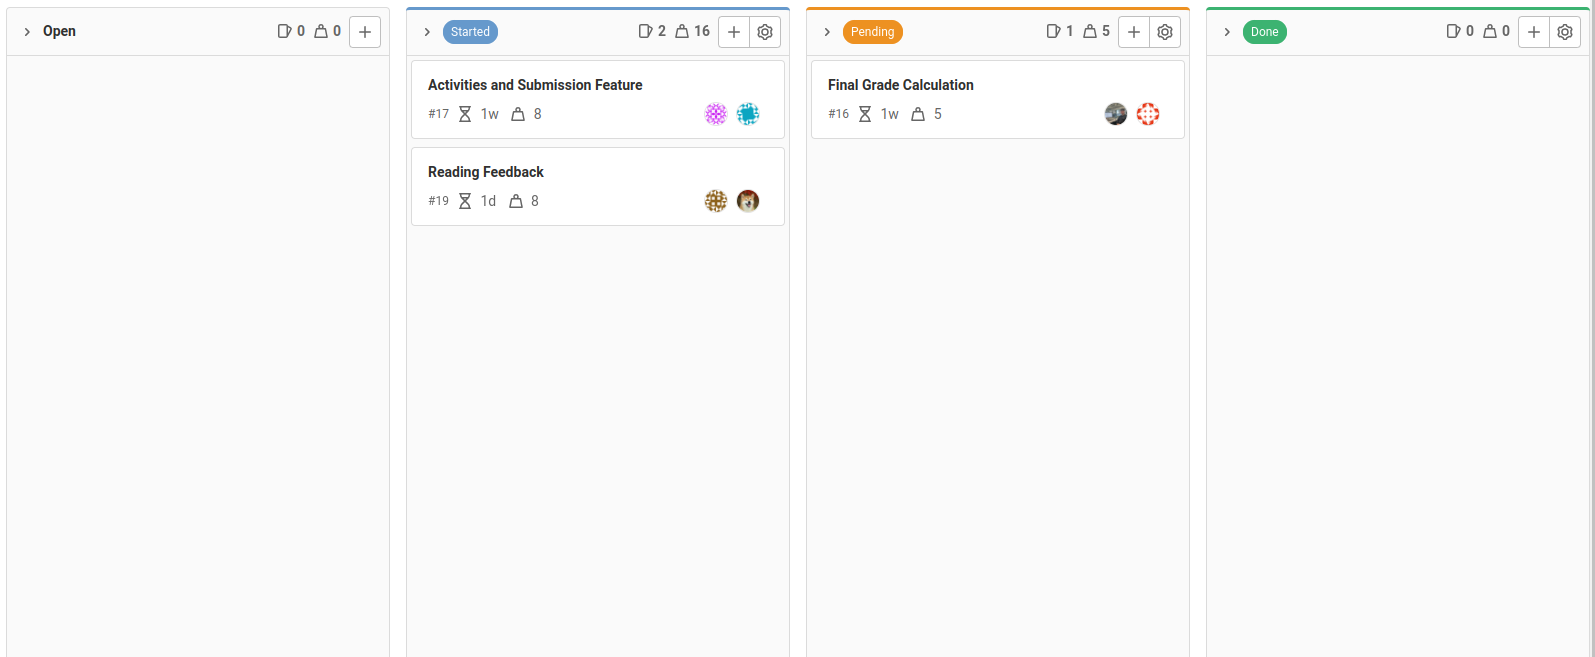 Open 0 0
Started 2 16
Activities and Submission Feature
#17 1w 8
Reading Feedback
#19 1d 8
Pending 1 5
Final Grade Calculation
#16 1w 5
Done 0 0